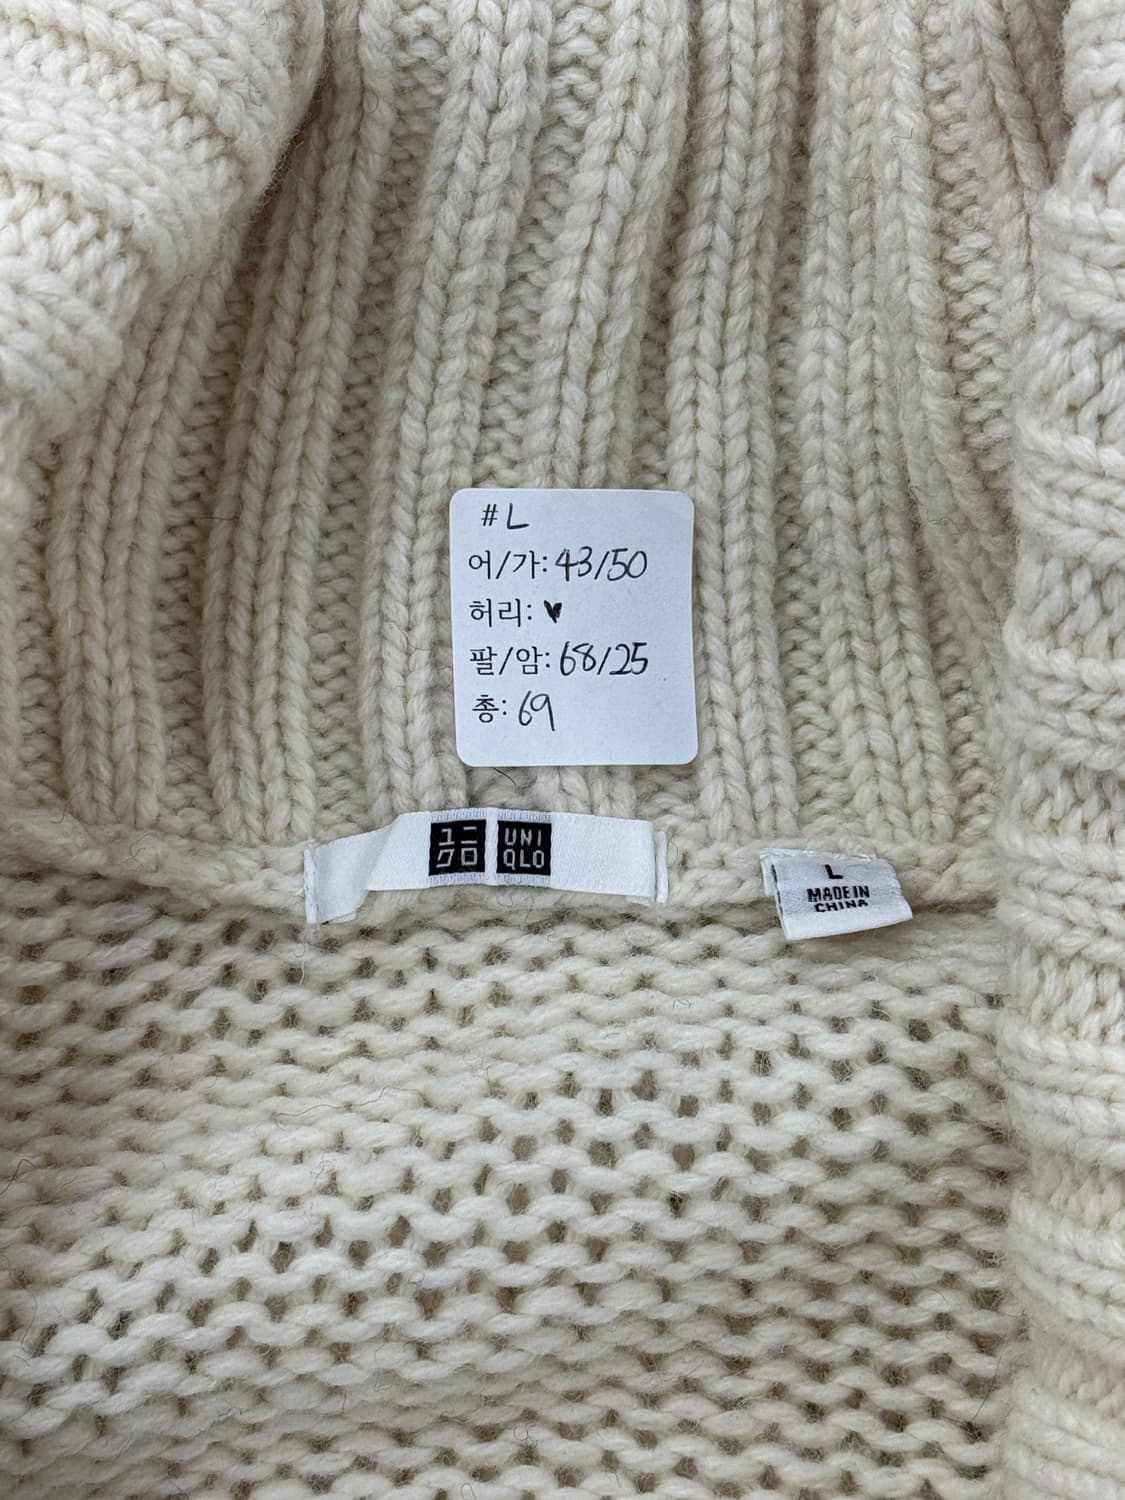 #L
어/가: 43/50
허리: ♥
팔/암: 68/25
총: 69
ユニ
クロ
UNI
QLO
L
MADE IN
CHINA